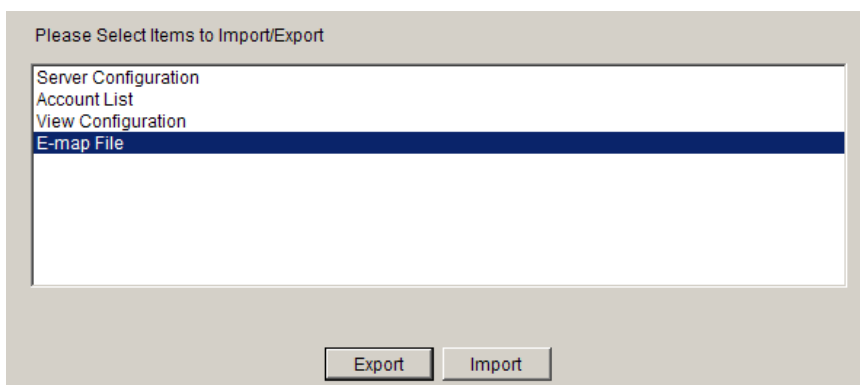 Please Select Items to Import/Export
Server Configuration
Account List
View Configuration
E-map File
Export Import